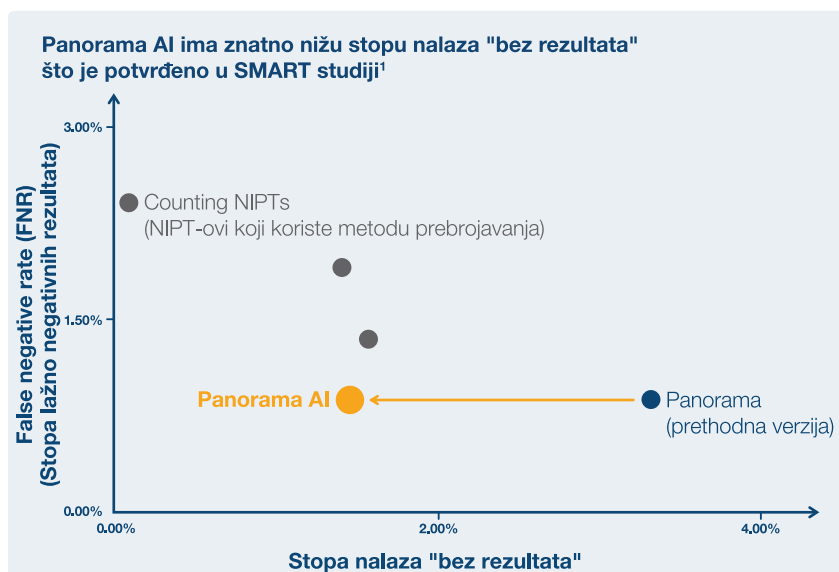 Panorama AI ima znatno nižu stopu nalaza "bez rezultata"
što je potvrđeno u SMART studiji¹
False negative rate (FNR)
(Stopa lažno negativnih rezultata)
3.00%
1.50%
0.00%
Counting NIPTs
(NIPT-ovi koji koriste metodu prebrojavanja)
Panorama AI
Panorama
(prethodna verzija)
0.00%
2.00%
4.00%
Stopa nalaza "bez rezultata"